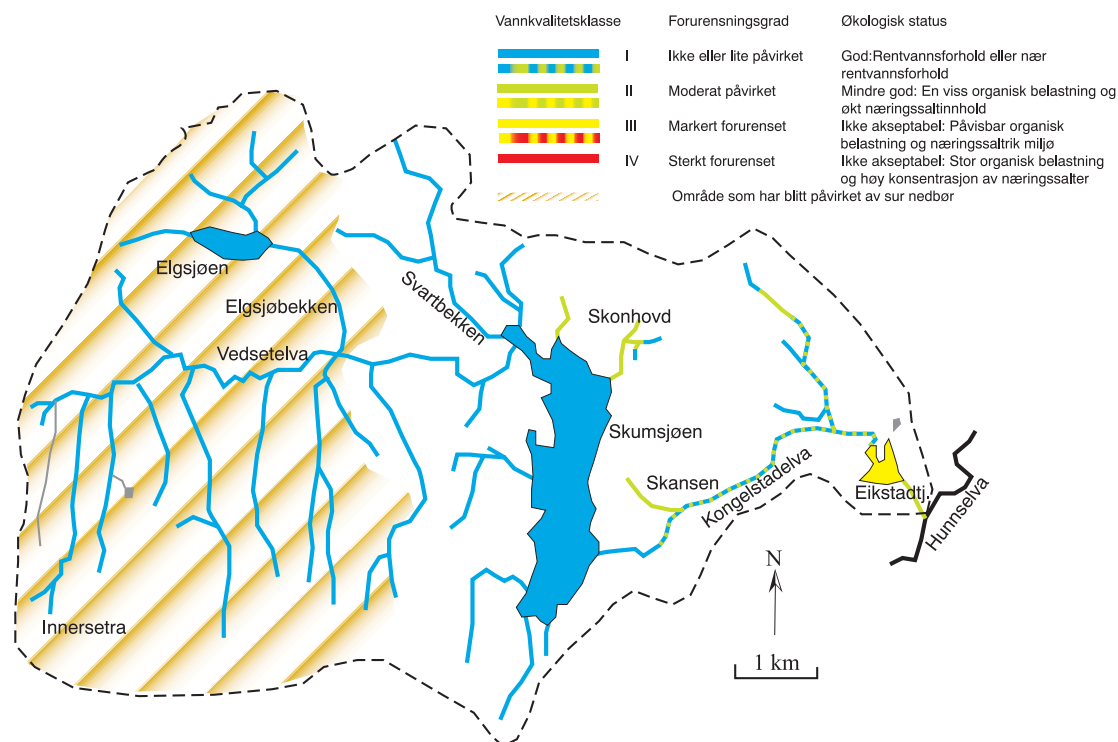 Vannkvalitetsklasse Forurensningsgrad Økologisk status
I Ikke eller lite påvirket God:Rentvannsforhold eller nær
rentvannsforhold
II Moderat påvirket Mindre god: En viss organisk belastning og
økt næringssaltinnhold
III Markert forurenset Ikke akseptabel: Påvisbar organisk
belastning og næringssaltrik miljø
IV Sterkt forurenset Ikke akseptabel: Stor organisk belastning
og høy konsentrasjon av næringssalter
Område som har blitt påvirket av sur nedbør
Elgsjøen
Elgsjøbekken
Svartbekken
Skonhovd
Vedsetelva
Skumsjøen
Skansen
Kongelstadelva
Eikstadtj
Hunnselva
Innersetra
N
1 km